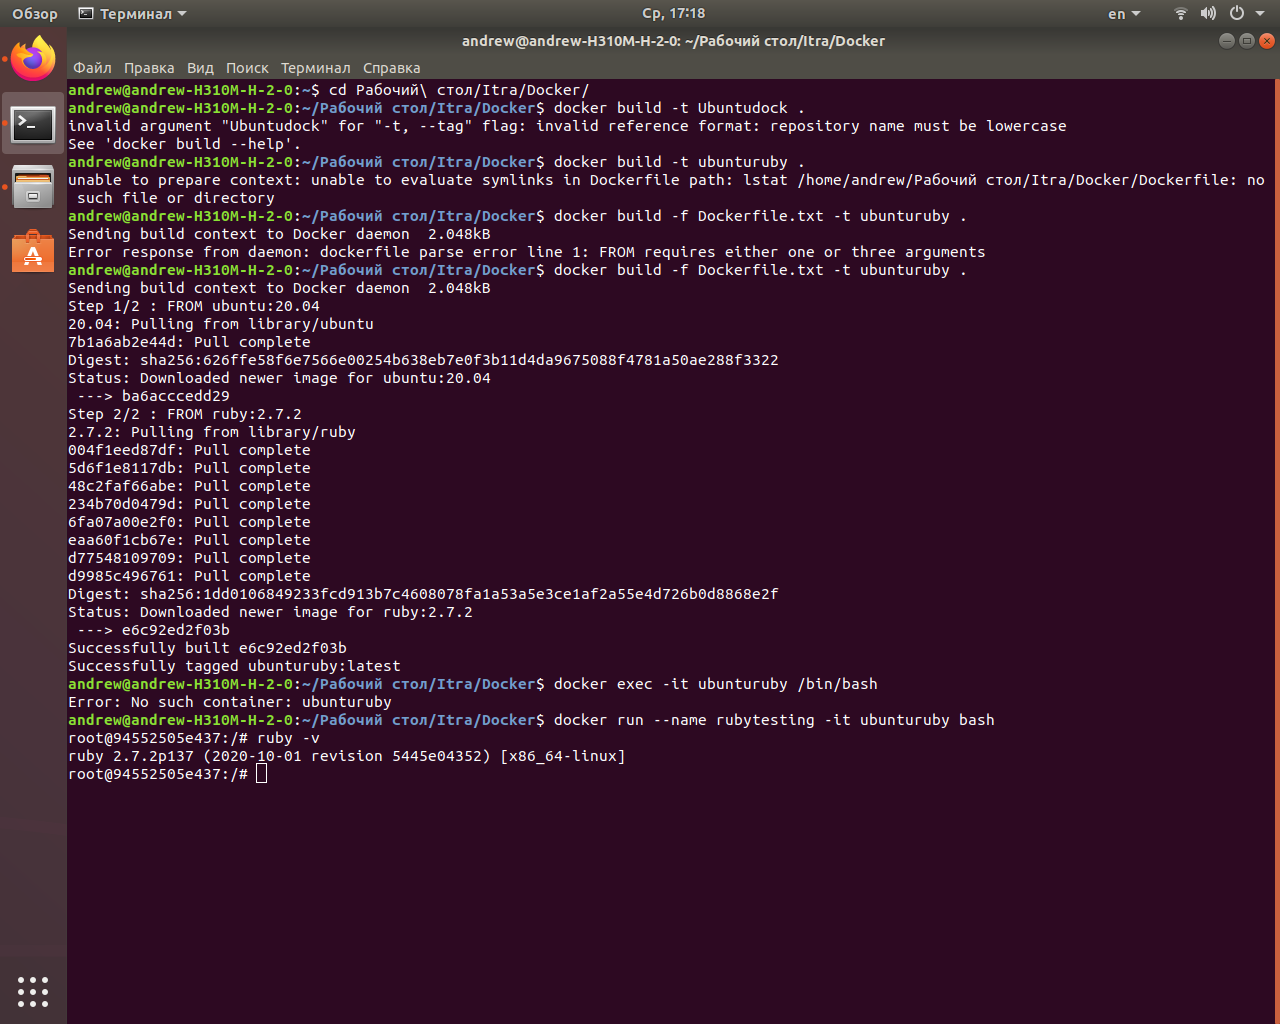 Обзор Терминал Ср, 17:18 en
andrew@andrew-H310M-H-2-0: ~/Рабочий стол/Itra/Docker
Файл Правка Вид Поиск Терминал Справка
andrew@andrew-H310M-H-2-0:~$ cd Рабочий\ стол/Itra/Docker/
andrew@andrew-H310M-H-2-0:~/Рабочий стол/Itra/Docker$ docker build -t Ubuntudock .
invalid argument "Ubuntudock" for "-t, --tag" flag: invalid reference format: repository name must be lowercase
See 'docker build --help'.
andrew@andrew-H310M-H-2-0:~/Рабочий стол/Itra/Docker$ docker build -t ubunturuby .
unable to prepare context: unable to evaluate symlinks in Dockerfile path: lstat /home/andrew/Рабочий стол/Itra/Docker/Dockerfile: no
 such file or directory
andrew@andrew-H310M-H-2-0:~/Рабочий стол/Itra/Docker$ docker build -f Dockerfile.txt -t ubunturuby .
Sending build context to Docker daemon  2.048kB
Error response from daemon: dockerfile parse error line 1: FROM requires either one or three arguments
andrew@andrew-H310M-H-2-0:~/Рабочий стол/Itra/Docker$ docker build -f Dockerfile.txt -t ubunturuby .
Sending build context to Docker daemon  2.048kB
Step 1/2 : FROM ubuntu:20.04
20.04: Pulling from library/ubuntu
7b1a6ab2e44d: Pull complete
Digest: sha256:626ffe58f6e7566e00254b638eb7e0f3b11d4da9675088f4781a50ae288f3322
Status: Downloaded newer image for ubuntu:20.04
 ---> ba6acccedd29
Step 2/2 : FROM ruby:2.7.2
2.7.2: Pulling from library/ruby
004f1eed87df: Pull complete
5d6f1e8117db: Pull complete
48c2faf66abe: Pull complete
234b70d0479d: Pull complete
6fa07a00e2f0: Pull complete
eaa60f1cb67e: Pull complete
d77548109709: Pull complete
d9985c496761: Pull complete
Digest: sha256:1dd0106849233fcd913b7c4608078fa1a53a5e3ce1af2a55e4d726b0d8868e2f
Status: Downloaded newer image for ruby:2.7.2
 ---> e6c92ed2f03b
Successfully built e6c92ed2f03b
Successfully tagged ubunturuby:latest
andrew@andrew-H310M-H-2-0:~/Рабочий стол/Itra/Docker$ docker exec -it ubunturuby /bin/bash
Error: No such container: ubunturuby
andrew@andrew-H310M-H-2-0:~/Рабочий стол/Itra/Docker$ docker run --name rubytesting -it ubunturuby bash
root@94552505e437:/# ruby -v
ruby 2.7.2p137 (2020-10-01 revision 5445e04352) [x86_64-linux]
root@94552505e437:/#